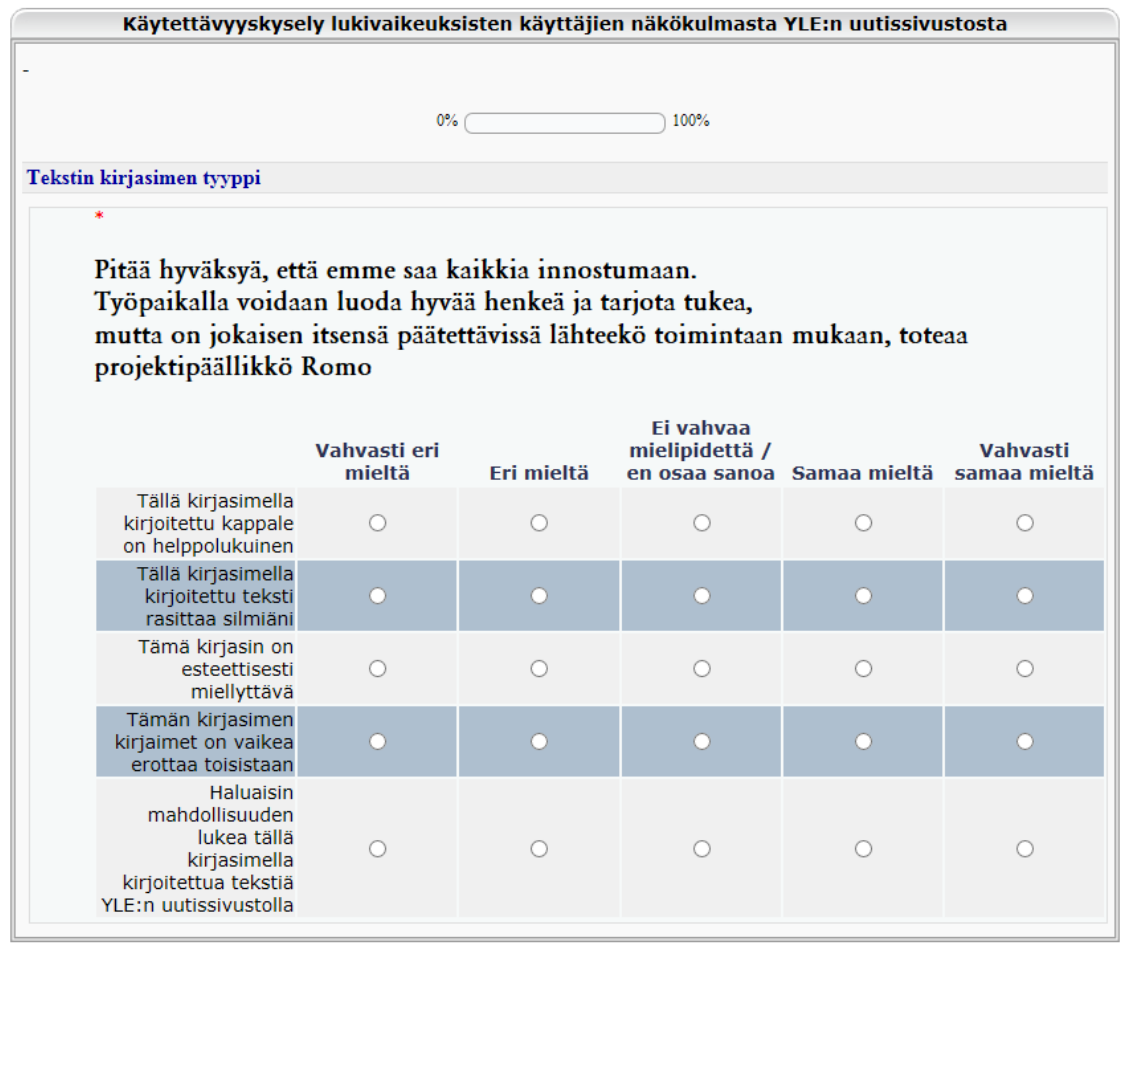 Käytettävyyskysely lukivaikeuksisten käyttäjien näkökulmasta YLE:n uutissivustosta
-
0% 100%
Tekstin kirjasimen tyyppi
*
Pitää hyväksyä, että emme saa kaikkia innostumaan.
Työpaikalla voidaan luoda hyvää henkeä ja tarjota tukea,
mutta on jokaisen itsensä päätettävissä lähteekö toimintaan mukaan, toteaa
projektipäällikkö Romo
Vahvasti eri
mieltä
Eri mieltä
Ei vahvaa
mielipidettä /
en osaa sanoa
Samaa mieltä
Vahvasti
samaa mieltä
Tällä kirjasimella
kirjoitettu kappale
on helppolukuinen
Tällä kirjasimella
kirjoitettu teksti
rasittaa silmiäni
Tämä kirjasin on
esteettisesti
miellyttävä
Tämän kirjasimen
kirjaimet on vaikea
erottaa toisistaan
Haluaisin
mahdollisuuden
lukea tällä
kirjasimella
kirjoitettua tekstiä
YLE:n uutissivustolla